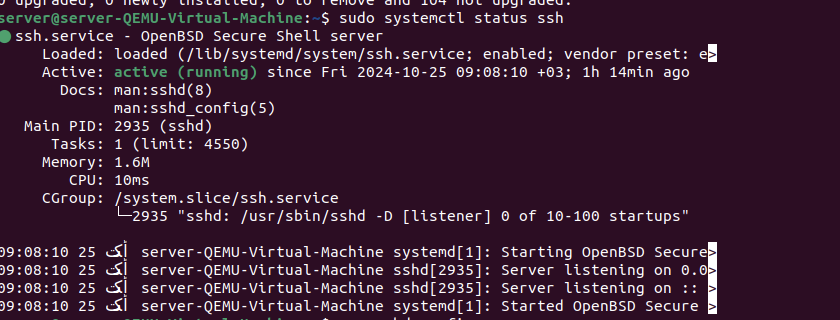 0 upgraded, 0 newly installed, 0 to remove and 104 not upgraded.
server@server-QEMU-Virtual-Machine:~$ sudo systemctl status ssh
● ssh.service - OpenBSD Secure Shell server
Loaded: loaded (/lib/systemd/system/ssh.service; enabled; vendor preset: e>
Active: active (running) since Fri 2024-10-25 09:08:10 +03; 1h 14min ago
Docs: man:sshd(8)
man:sshd_config(5)
Main PID: 2935 (sshd)
Tasks: 1 (limit: 4550)
Memory: 1.6M
CPU: 10ms
CGroup: /system.slice/ssh.service
└─2935 "sshd: /usr/sbin/sshd -D [listener] 0 of 10-100 startups"
09:08:10 25 أكت server-QEMU-Virtual-Machine systemd[1]: Starting OpenBSD Secure>
09:08:10 25 أكت server-QEMU-Virtual-Machine sshd[2935]: Server listening on 0.0>
09:08:10 25 أكت server-QEMU-Virtual-Machine sshd[2935]: Server listening on :: >
09:08:10 25 أكت server-QEMU-Virtual-Machine systemd[1]: Started OpenBSD Secure >